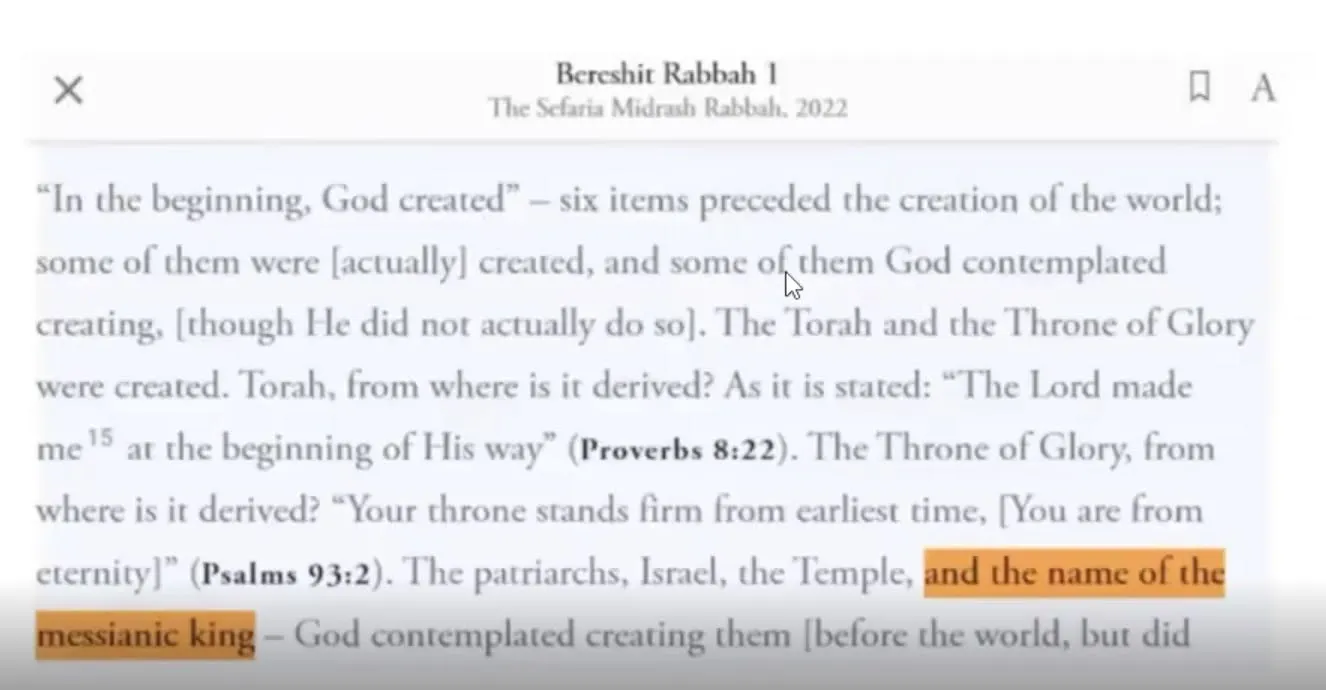 Bereshit Rabbah 1
The Sefaria Midrash Rabbah, 2022
A
“In the beginning, God created” – six items preceded the creation of the world;
some of them were [actually] created, and some of them God contemplated
creating, [though He did not actually do so]. The Torah and the Throne of Glory
were created. Torah, from where is it derived? As it is stated: “The Lord made
me15 at the beginning of His way” (Proverbs 8:22). The Throne of Glory, from
where is it derived? “Your throne stands firm from earliest time, [You are from
eternity]” (Psalms 93:2). The patriarchs, Israel, the Temple, and the name of the
messianic king – God contemplated creating them [before the world, but did